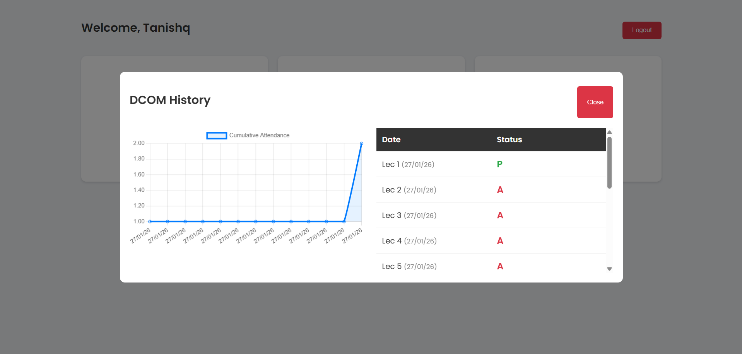 Welcome, Tanishq
Logout
DCOM History
Close
Cumulative Attendance
2.00
1.80
1.60
1.40
1.20
1.00
27/01/26 27/01/26 27/01/26 27/01/26 27/01/26 27/01/26 27/01/26 27/01/26 27/01/26 27/01/26 27/01/26 27/01/26 27/01/26
Date Status
Lec 1 (27/01/26) P
Lec 2 (27/01/26) A
Lec 3 (27/01/26) A
Lec 4 (27/01/26) A
Lec 5 (27/01/26) A